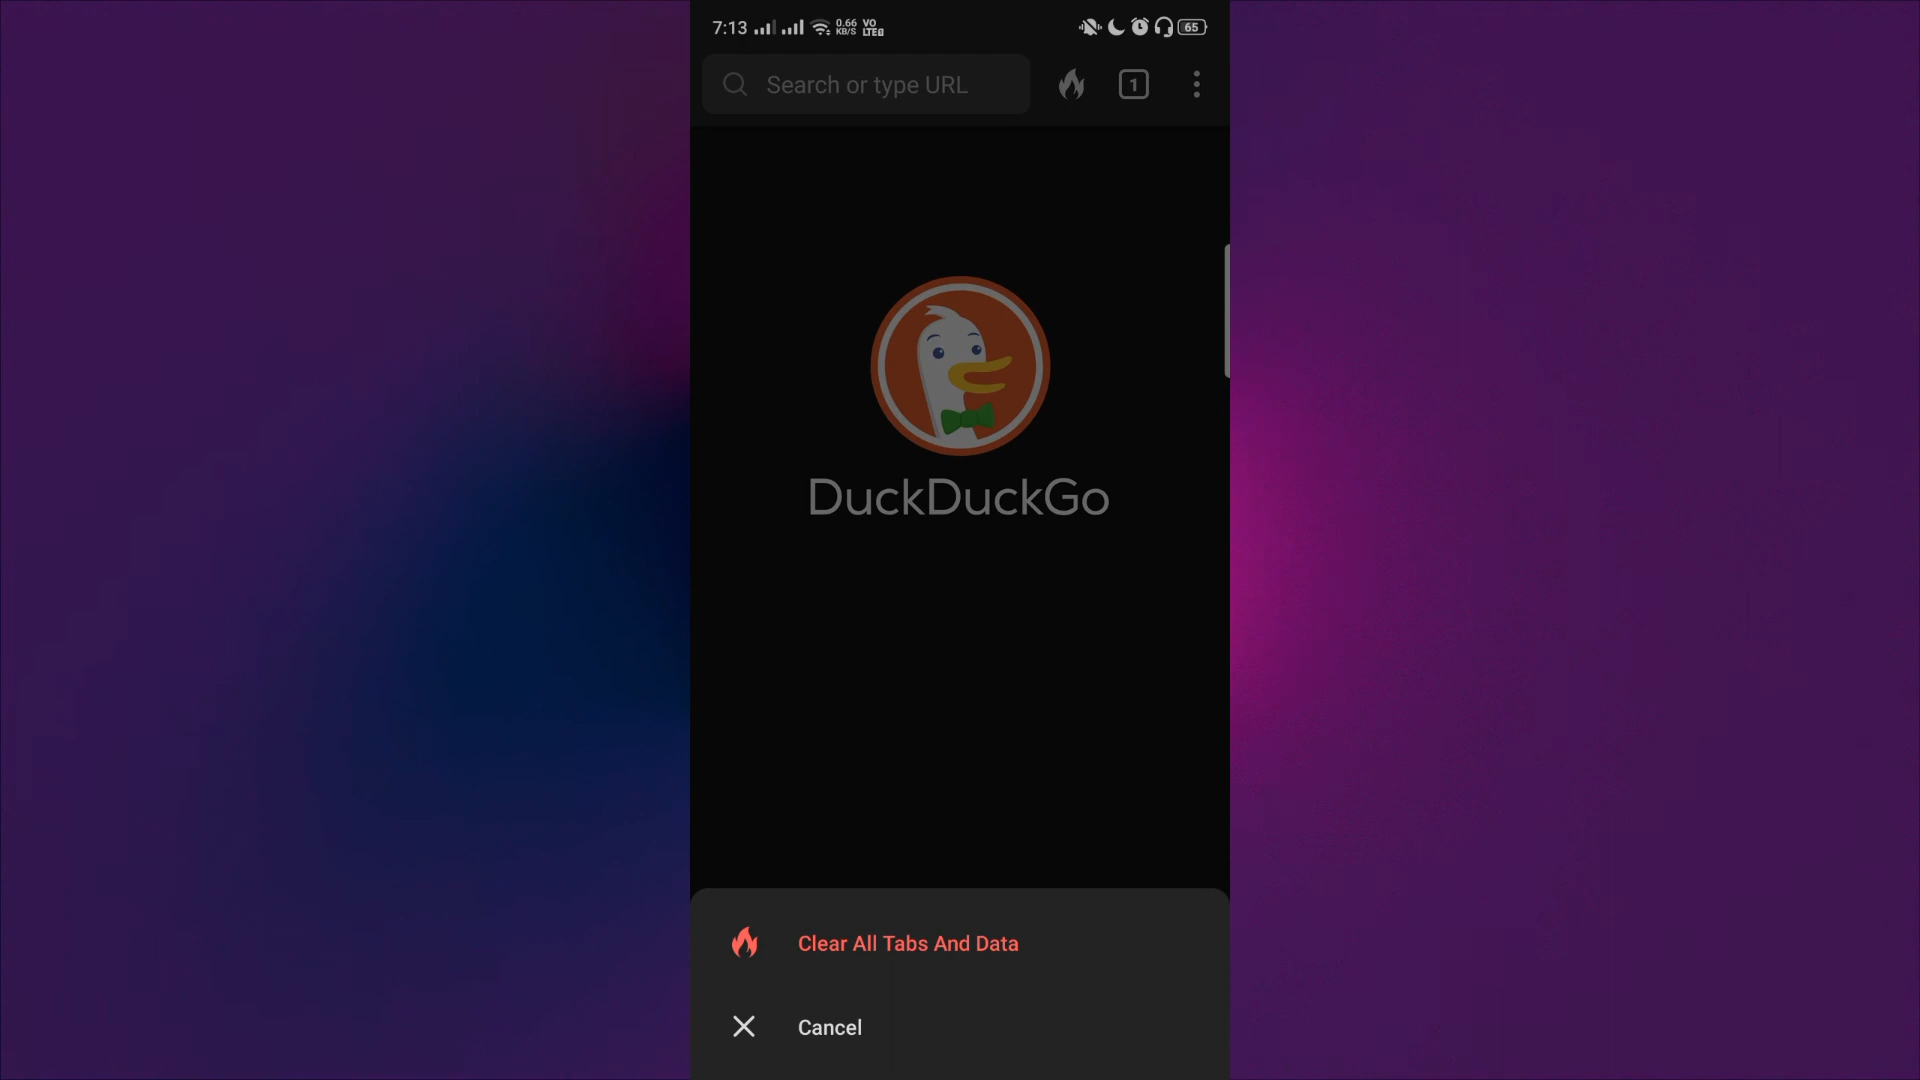 7:13 0.66 KB/S VO LTE
65
Search or type URL
1
DuckDuckGo
Clear All Tabs And Data
Cancel